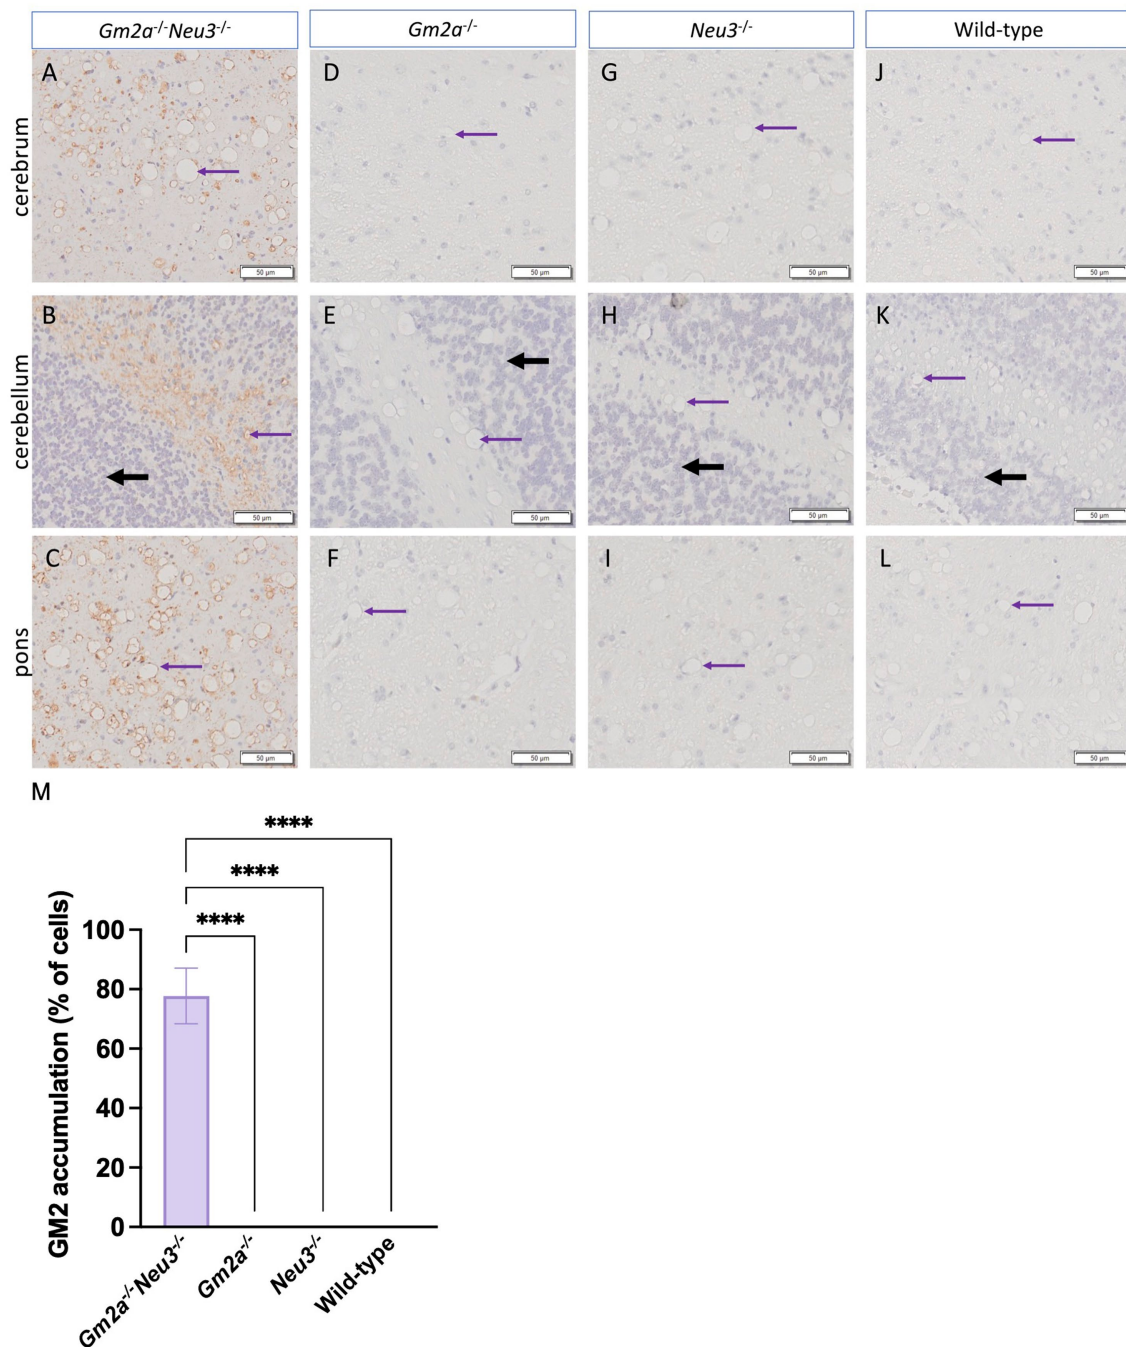 Gm2a-/-Neu3-/- Gm2a-/- Neu3-/- Wild-type
cerebrum
A D G J
50 µm 50 µm 50 µm 50 µm
cerebellum
B E H K
50 µm 50 µm 50 µm 50 µm
pons
C F I L
50 µm 50 µm 50 µm 50 µm
M
****
****
****
GM2 accumulation (% of cells)
100
80
60
40
20
0
Gm2a-/-Neu3-/- Gm2a-/- Neu3-/- Wild-type